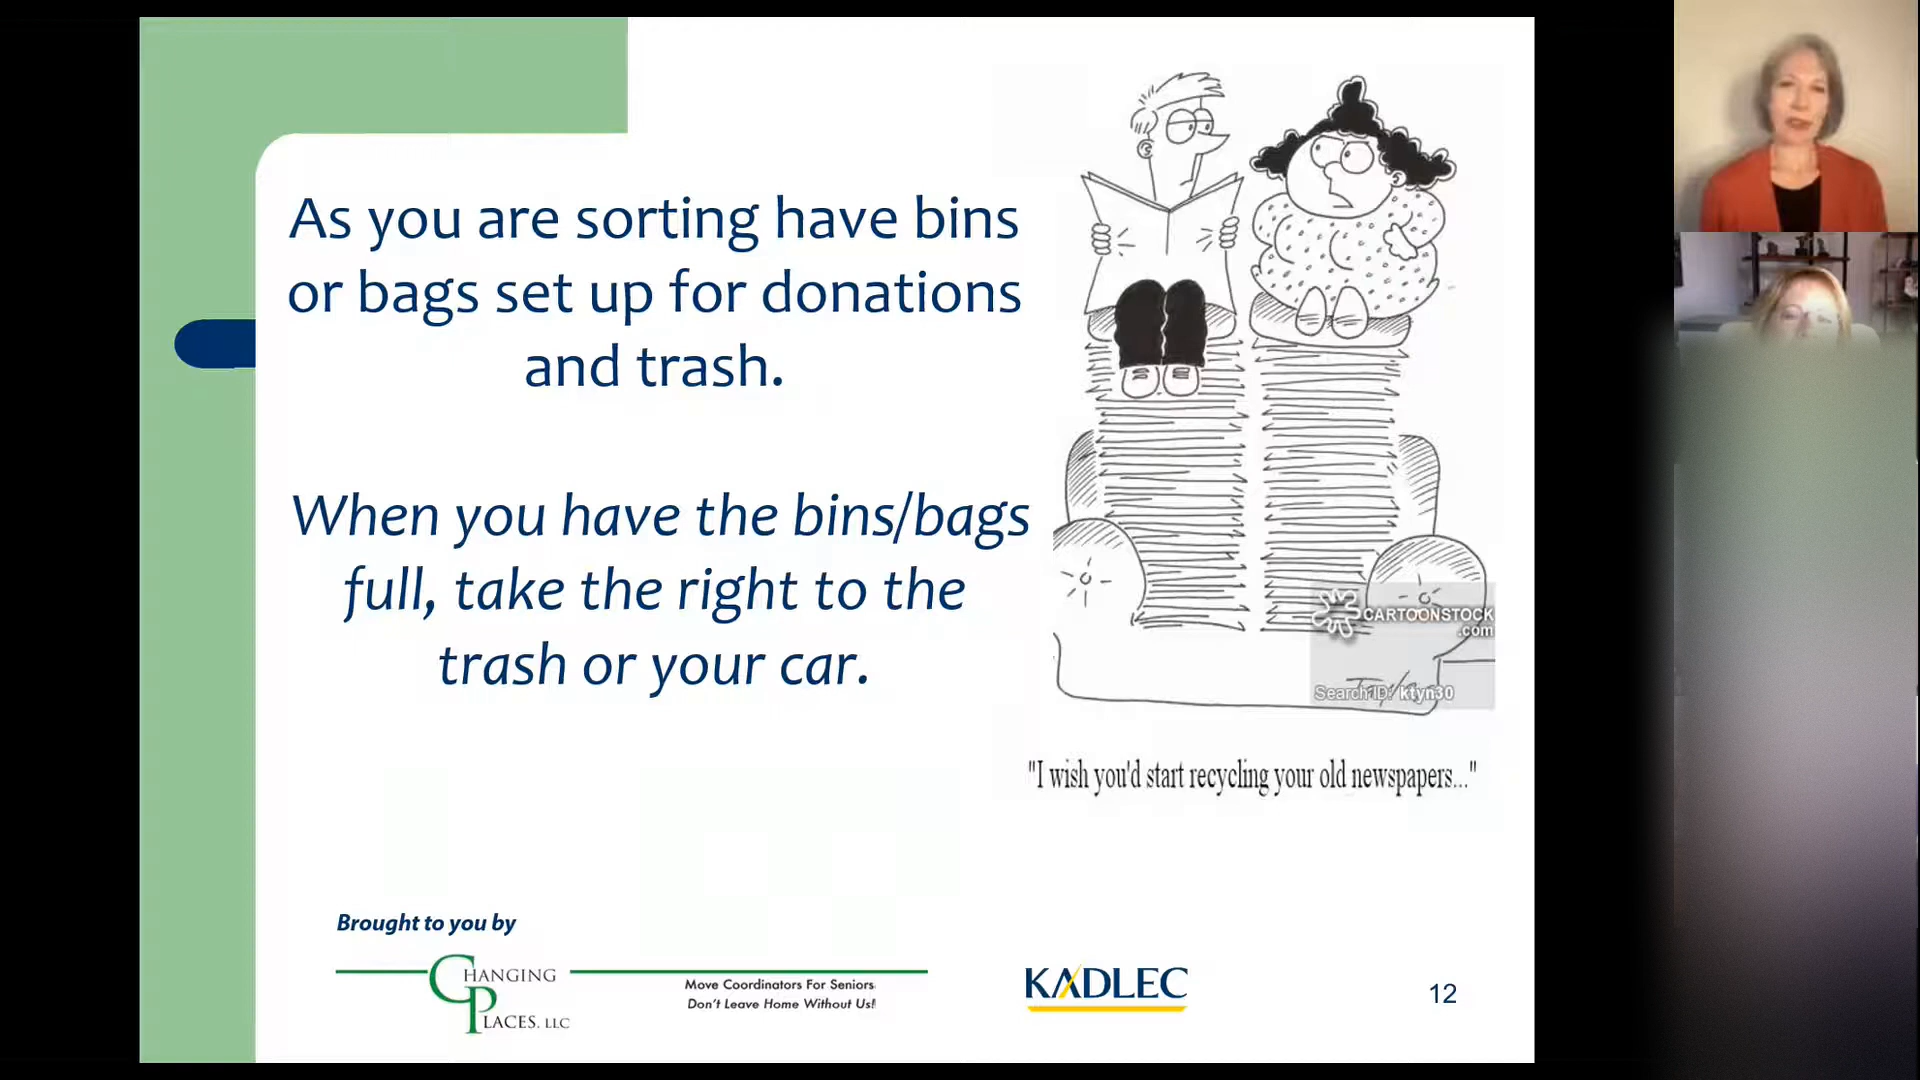 As you are sorting have bins
or bags set up for donations
and trash.
When you have the bins/bags
full, take the right to the
trash or your car.
CARTOONSTOCK
.com
Search ID: ktyn30
"I wish you'd start recycling your old newspapers..."
Brought to you by
CHANGING
PLACES, LLC
Move Coordinators For Seniors
Don't Leave Home Without Us!
KADLEC
12